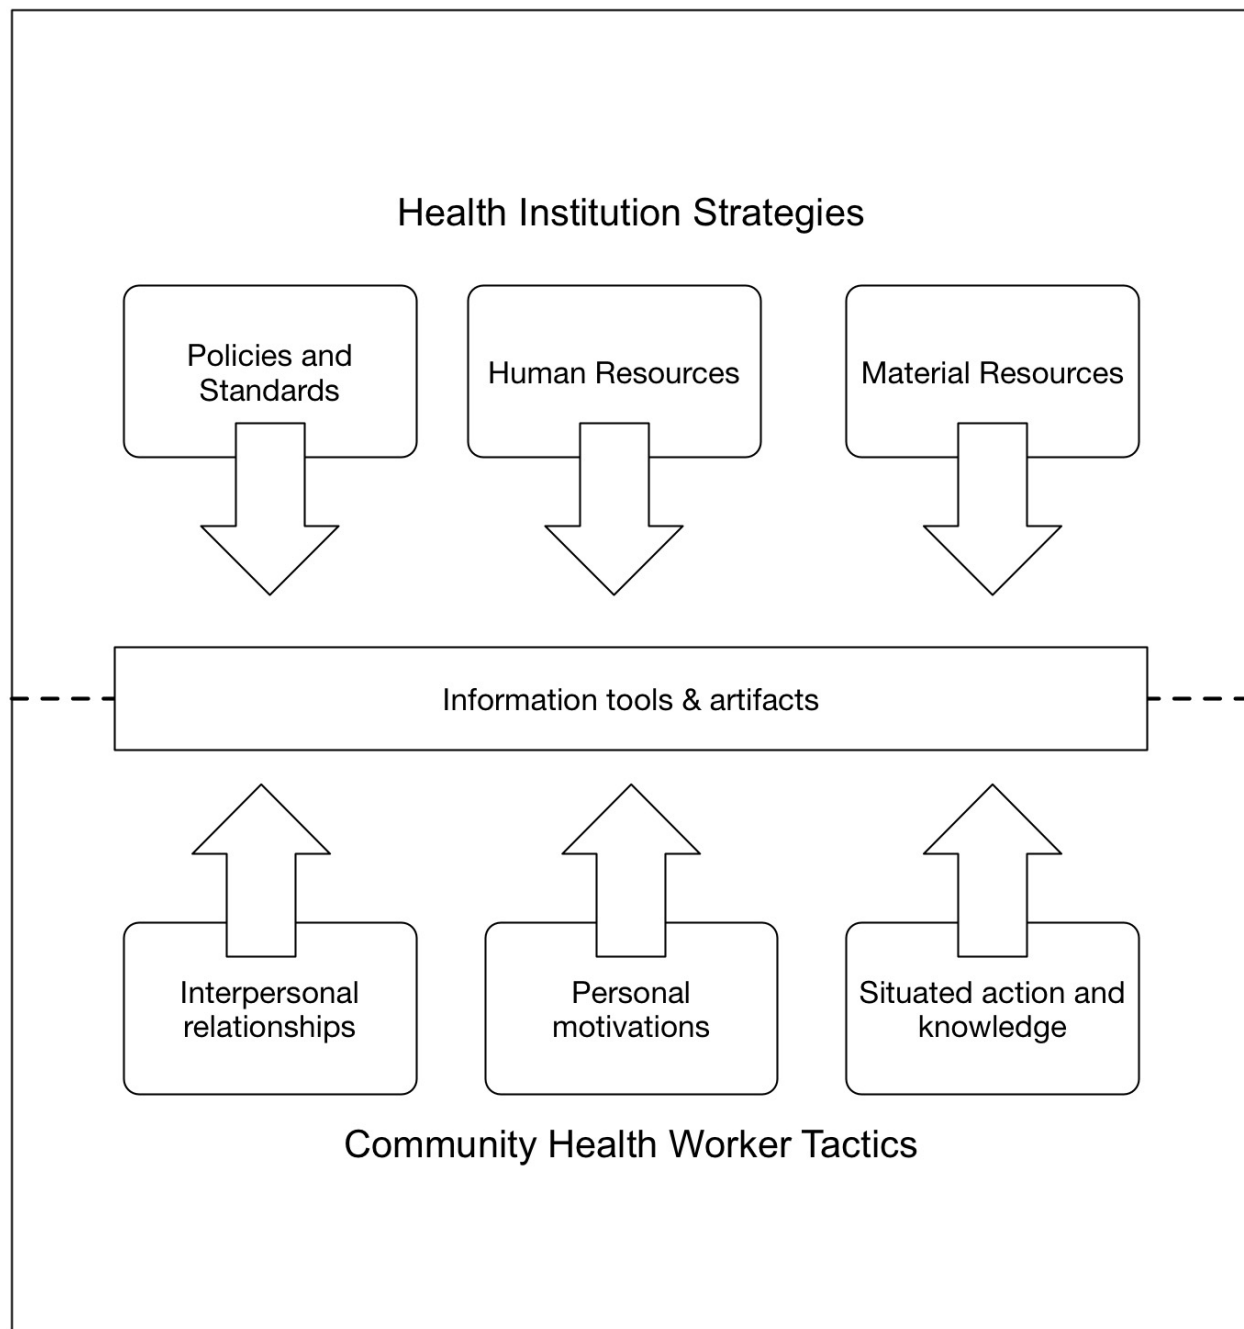 Health Institution Strategies
Policies and
Standards
Human Resources
Material Resources
Information tools & artifacts
Interpersonal
relationships
Personal
motivations
Situated action and
knowledge
Community Health Worker Tactics